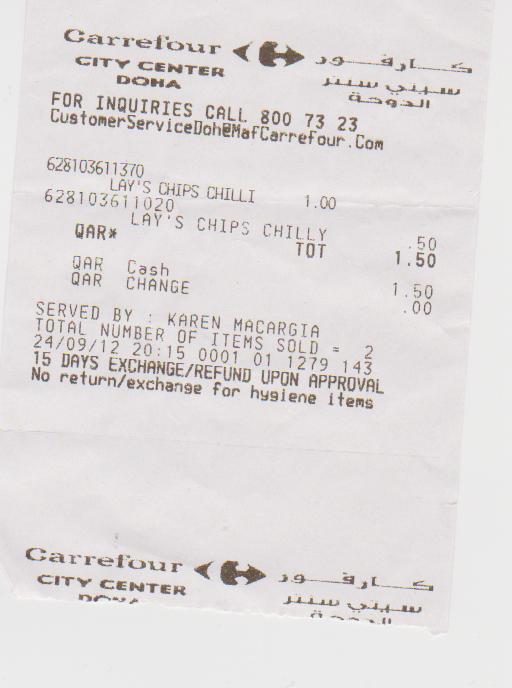 Carrefour كارفور
CITY CENTER سيتي سنتر
DOHA الدوحة
FOR INQUIRIES CALL 800 73 23
CustomerServiceDoh@MafCarrefour.Com
628103611370
LAY'S CHIPS CHILLI 1.00
628103611020
LAY'S CHIPS CHILLY .50
QAR* TOT 1.50
QAR Cash 1.50
QAR CHANGE .00
SERVED BY : KAREN MACARGIA
TOTAL NUMBER OF ITEMS SOLD = 2
24/09/12 20:15 0001 01 1279 143
15 DAYS EXCHANGE/REFUND UPON APPROVAL
No return/exchange for hygiene items
Carrefour كارفور
CITY CENTER سيتي سنتر
DOHA الدوحة